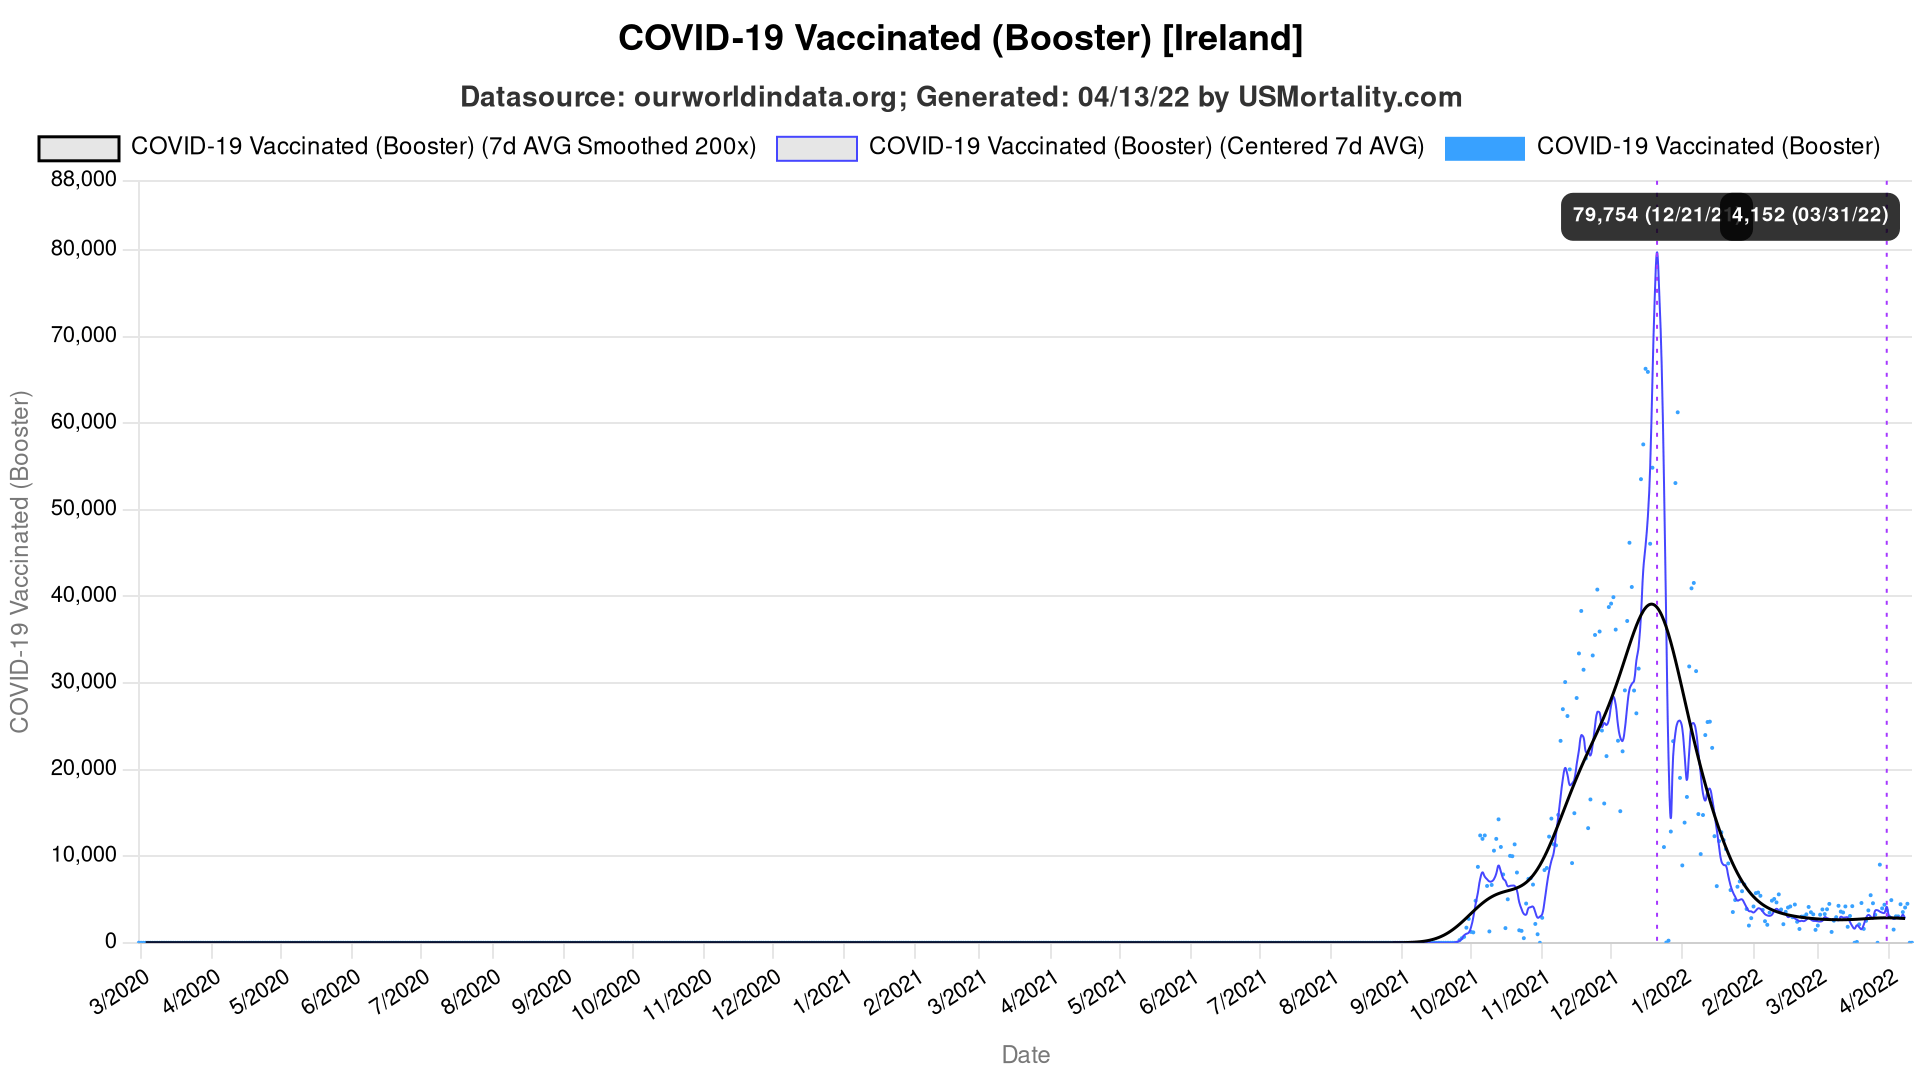 COVID-19 Vaccinated (Booster) [Ireland]
Datasource: ourworldindata.org; Generated: 04/13/22 by USMortality.com
COVID-19 Vaccinated (Booster) (7d AVG Smoothed 200x) COVID-19 Vaccinated (Booster) (Centered 7d AVG) COVID-19 Vaccinated (Booster)
88,000
79,754 (12/21/2 4,152 (03/31/22)
80,000
70,000
60,000
50,000
40,000
30,000
20,000
10,000
0
COVID-19 Vaccinated (Booster)
3/2020 4/2020 5/2020 6/2020 7/2020 8/2020 9/2020 10/2020 11/2020 12/2020 1/2021 2/2021 3/2021 4/2021 5/2021 6/2021 7/2021 8/2021 9/2021 10/2021 11/2021 12/2021 1/2022 2/2022 3/2022 4/2022
Date